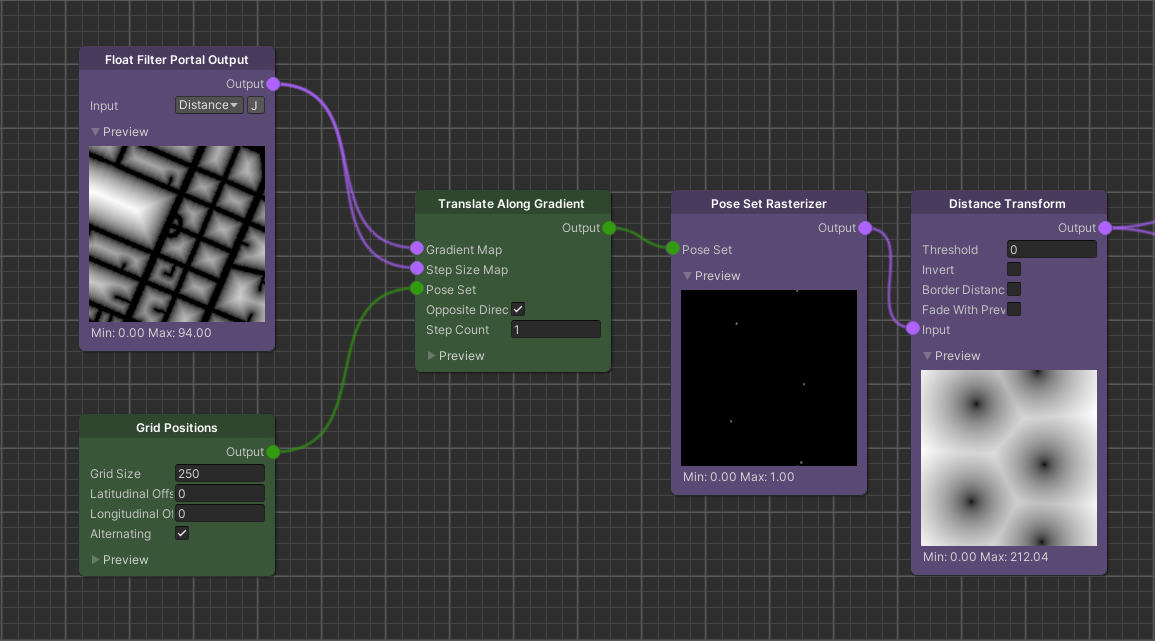 Float Filter Portal Output
Output
Input Distance J
Preview
Min: 0.00 Max: 94.00
Grid Positions
Output
Grid Size 250
Latitudinal Offs 0
Longitudinal Of 0
Alternating
Preview
Translate Along Gradient
Output
Gradient Map
Step Size Map
Pose Set
Opposite Direc
Step Count 1
Preview
Pose Set Rasterizer
Output
Pose Set
Preview
Min: 0.00 Max: 1.00
Distance Transform
Output
Threshold 0
Invert
Border Distanc
Fade With Prev
Input
Preview
Min: 0.00 Max: 212.04